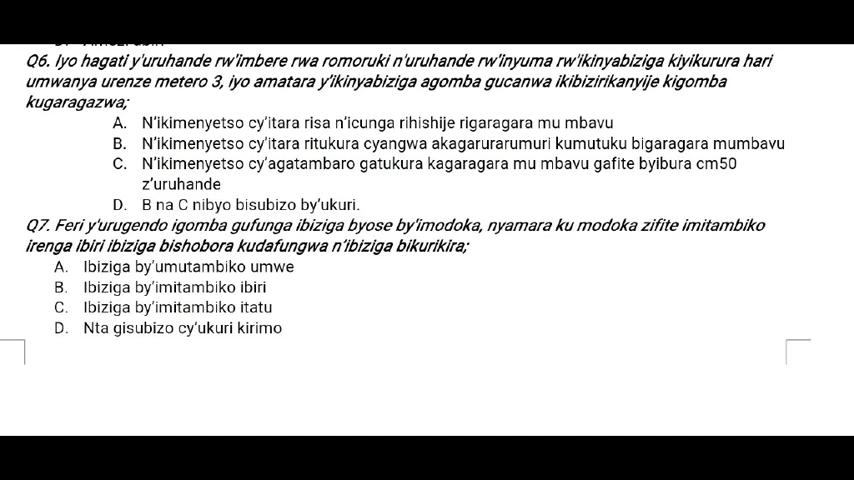 Q6. Iyo hagati y'uruhande rw'imbere rwa romoruki n'uruhande rw'inyuma rw'ikinyabiziga kiyikurura hari
umwanya urenze metero 3, iyo amatara y'ikinyabiziga agomba gucanwa ikibizirikanyije kigomba
kugaragazwa;
A. N'ikimenyetso cy'itara risa n'icunga rihishije rigaragara mu mbavu
B. N'ikimenyetso cy'itara ritukura cyangwa akagarurarumuri kumutuku bigaragara mumbavu
C. N'ikimenyetso cy'agatambaro gatukura kagaragara mu mbavu gafite byibura cm50
z'uruhande
D. B na C nibyo bisubizo by'ukuri.
Q7. Feri y'urugendo igomba gufunga ibiziga byose by'imodoka, nyamara ku modoka zifite imitambiko
irenga ibiri ibiziga bishobora kudafungwa n'ibiziga bikurikira;
A. Ibiziga by'umutambiko umwe
B. Ibiziga by'imitambiko ibiri
C. Ibiziga by'imitambiko itatu
D. Nta gisubizo cy'ukuri kirimo